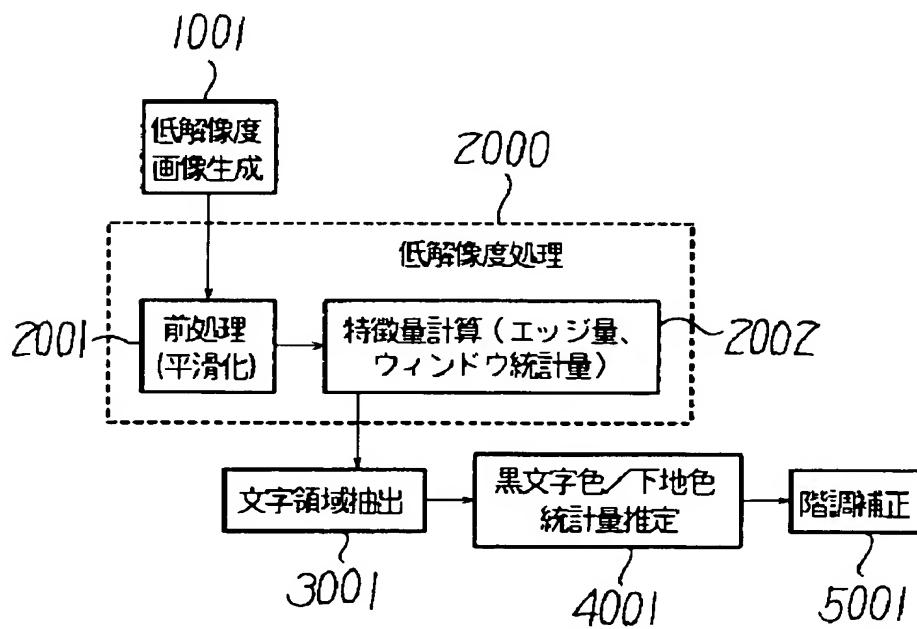 1001
低解像度
画像生成
2000
低解像度処理
2001
前処理
(平滑化)
特徴量計算(エッジ量、
ウィンドウ統計量)
2002
文字領域抽出
3001
黒文字色/下地色
統計量推定
4001
階調補正
5001